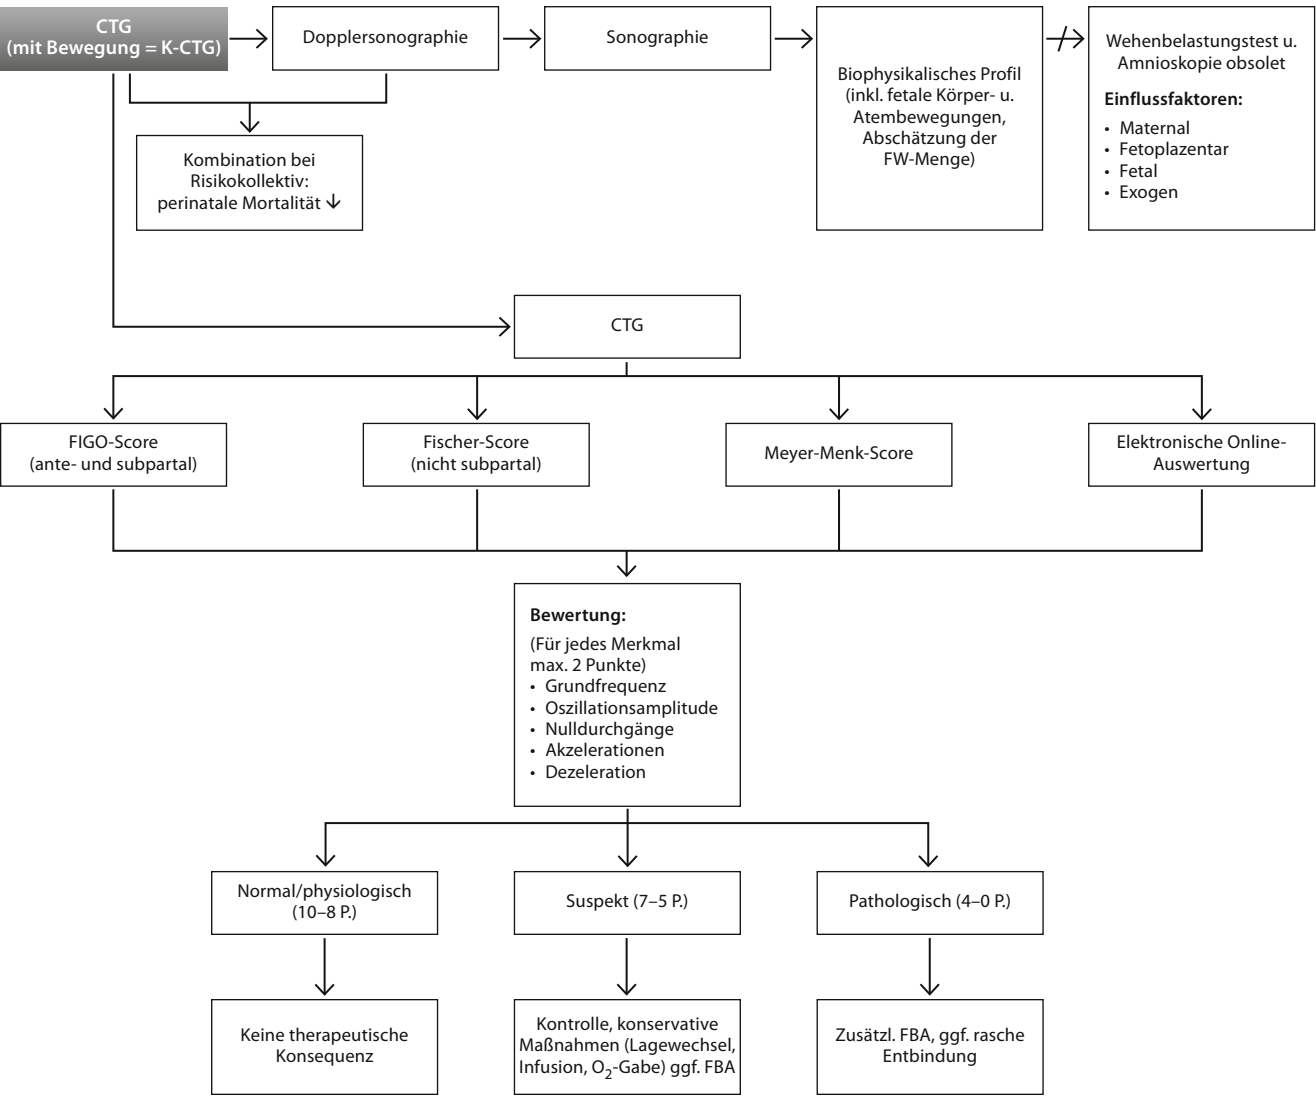 CTG
(mit Bewegung = K-CTG)
Dopplersonographie
Sonographie
Biophysikalisches Profil
(inkl. fetale Körper- u.
Atembewegungen,
Abschätzung der
FW-Menge)
Wehenbelastungstest u.
Amnioskopie obsolet
Einflussfaktoren:
• Maternal
• Fetoplazentar
• Fetal
• Exogen
Kombination bei
Risikokollektiv:
perinatale Mortalität ↓
CTG
FIGO-Score
(ante- und subpartal)
Fischer-Score
(nicht subpartal)
Meyer-Menk-Score
Elektronische Online-
Auswertung
Bewertung:
(Für jedes Merkmal
max. 2 Punkte)
• Grundfrequenz
• Oszillationsamplitude
• Nulldurchgänge
• Akzelerationen
• Dezeleration
Normal/physiologisch
(10–8 P.)
Suspekt (7–5 P.)
Pathologisch (4–0 P.)
Keine therapeutische
Konsequenz
Kontrolle, konservative
Maßnahmen (Lagewechsel,
Infusion, O₂-Gabe) ggf. FBA
Zusätzl. FBA, ggf. rasche
Entbindung